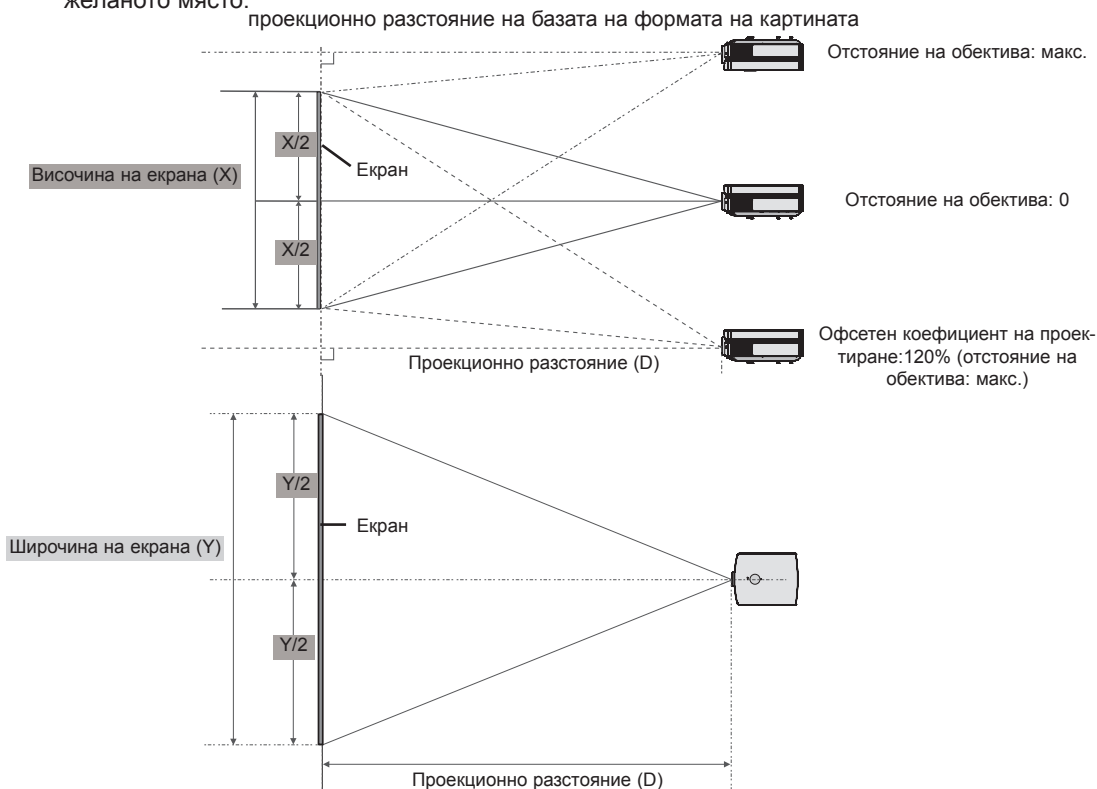 желаното място.
проекционно разстояние на базата на формата на картината
Отстояние на обектива: макс.
X/2
Екран
Височина на екрана (X)
Отстояние на обектива: 0
X/2
Офсетен коефициент на проек-
тиране:120% (отстояние на
обектива: макс.)
Проекционно разстояние (D)
Y/2
Екран
Широчина на екрана (Y)
Y/2
Проекционно разстояние (D)